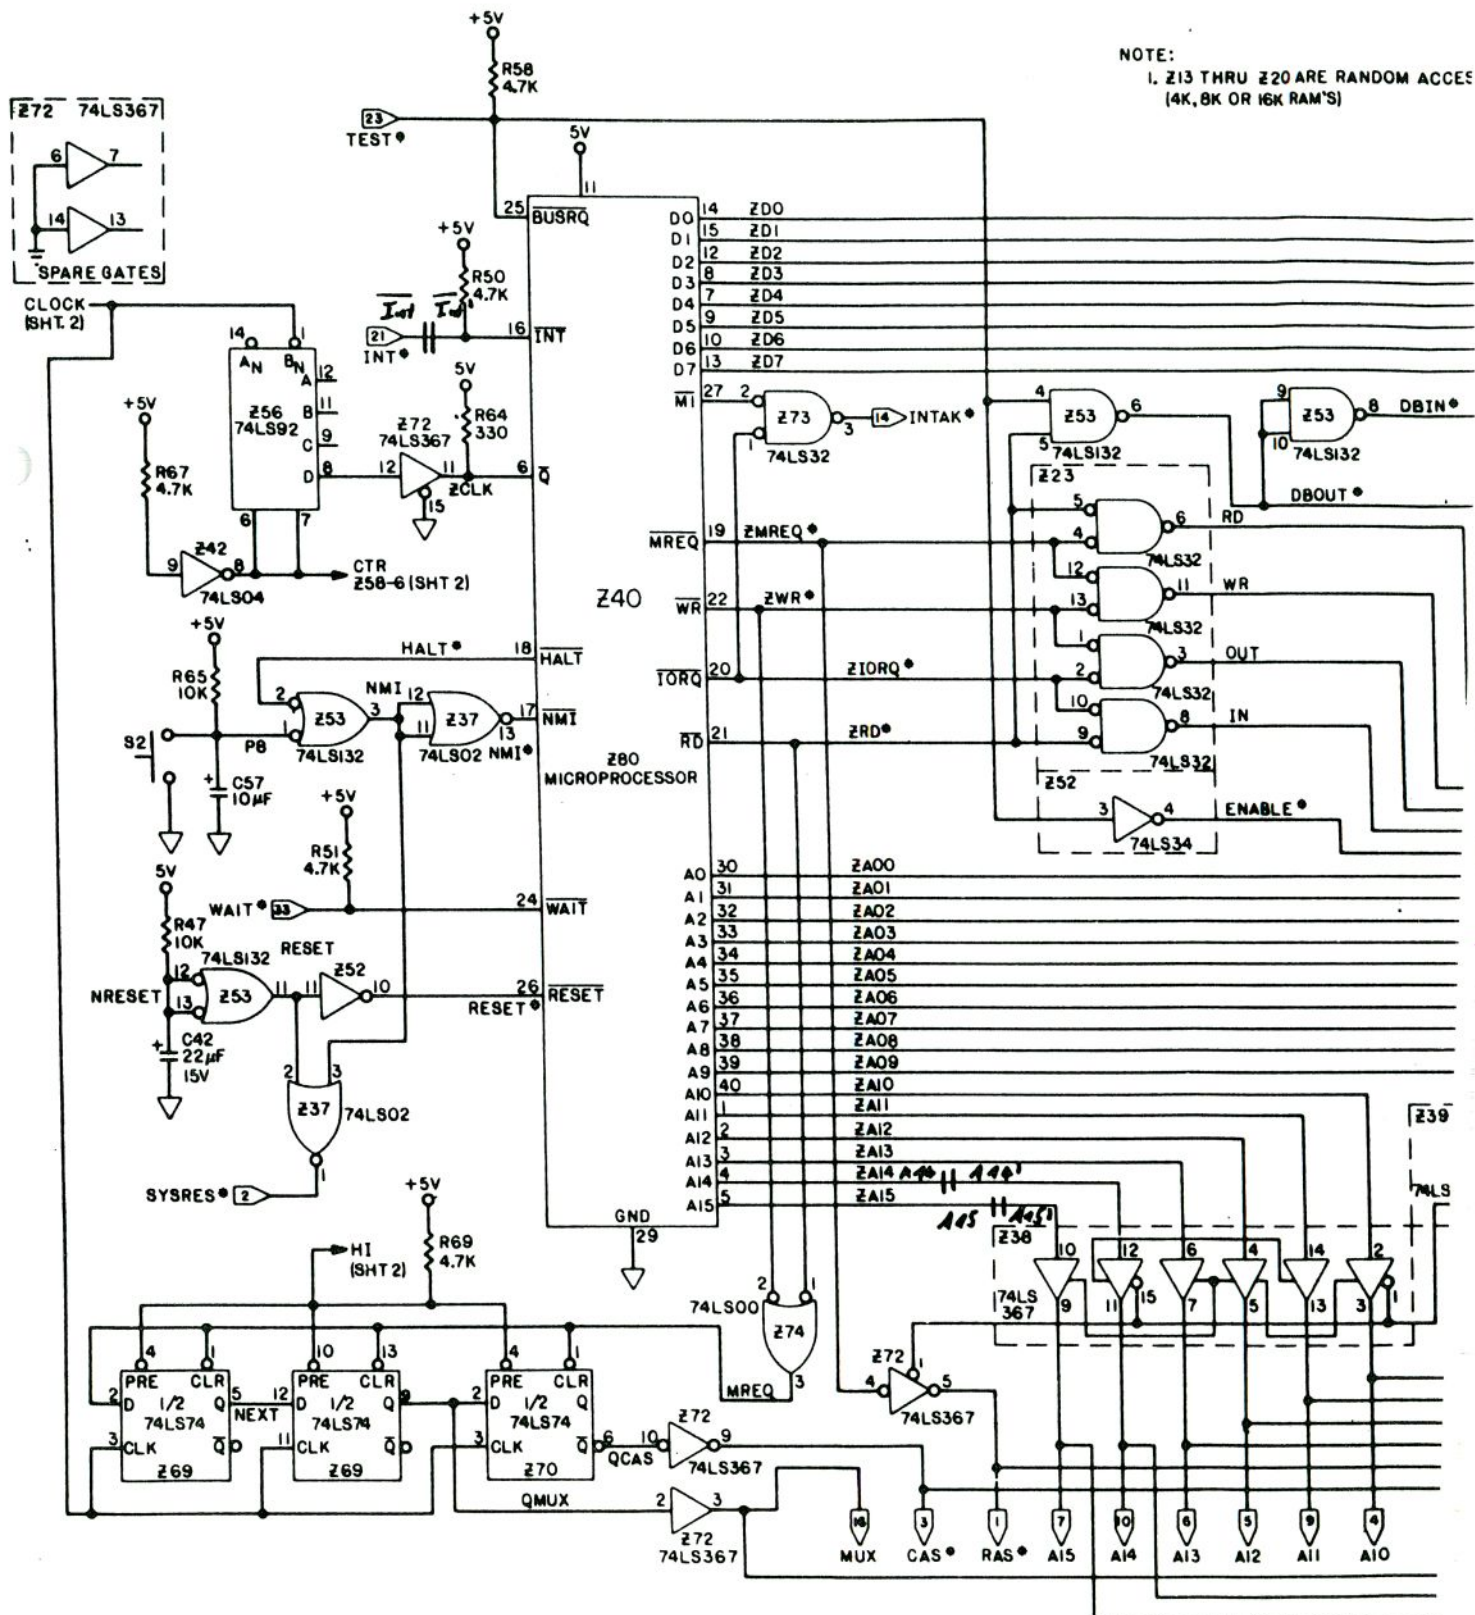 NOTE:
1. Z13 THRU Z20 ARE RANDOM ACCES
(4K, 8K OR 16K RAM'S)
+5V
R58
4.7K
23
TEST*
5V
11
Z72 74LS367
6 7
14 13
SPARE GATES
CLOCK
(SHT. 2)
14 1
AN BN
A 12
B 11
C 9
D 8
Z56
74LS92
6 7
+5V
R67
4.7K
9 Z42 8
74LS04
CTR
Z58-6 (SHT 2)
+5V
R50
4.7K
Int Int'
21
INT*
5V
R64
330
Z72
74LS367
12 11
15
ZCLK
25 BUSRQ
16 INT
6 Q
18 HALT
17 NMI
24 WAIT
26 RESET
Z40
Z80
MICROPROCESSOR
GND
29
D0 14 ZD0
D1 15 ZD1
D2 12 ZD2
D3 8 ZD3
D4 7 ZD4
D5 9 ZD5
D6 10 ZD6
D7 13 ZD7
M1 27
MREQ 19 ZMREQ*
WR 22 ZWR*
IORQ 20 ZIORQ*
RD 21 ZRD*
A0 30 ZA00
A1 31 ZA01
A2 32 ZA02
A3 33 ZA03
A4 34 ZA04
A5 35 ZA05
A6 36 ZA06
A7 37 ZA07
A8 38 ZA08
A9 39 ZA09
A10 40 ZA10
A11 1 ZA11
A12 2 ZA12
A13 3 ZA13
A14 4 ZA14 A14 A14'
A15 5 ZA15
A15 A15'
2 Z73 3
1
74LS32
14 INTAK*
4 Z53 6
5
74LS132
9 Z53 8 DBIN*
10
74LS132
DBOUT*
Z23
5 6 RD
4
74LS32
12 11 WR
13
74LS32
1 3 OUT
2
74LS32
10 8 IN
9
74LS32
Z52
3 4 ENABLE*
74LS34
+5V
R65
10K
HALT*
2 Z53 3
1
74LS132
NMI
12 Z37
11 13
74LS02 NMI*
S2
P8
C57
10µF
+5V
R51
4.7K
WAIT* 33
5V
R47
10K
74LS132
RESET
NRESET
12 Z53 11
13
11 Z52 10
RESET*
C42
22µF
15V
2 3
Z37 74LS02
1
SYSRES* 2
+5V
R69
4.7K
HI
(SHT 2)
4 1
PRE CLR
2 D 1/2 Q 5
74LS74
3 CLK Q
Z69
NEXT
10 13
PRE CLR
12 D 1/2 Q 9
74LS74
11 CLK Q
Z69
4 1
PRE CLR
2 D 1/2 Q
74LS74
3 CLK Q 6
Z70
QCAS
10 Z72 9
74LS367
QMUX
2 3
Z72
74LS367
MREQ
2 1
74LS00
Z74
3
Z72 1
4 5
74LS367
Z38
74LS
367
10 12 6 4 14 2
9 11 15 7 5 13 3 1
Z39
74LS
16 3 1 7 10 6 5 9 4
MUX CAS* RAS* A15 A14 A13 A12 A11 A10